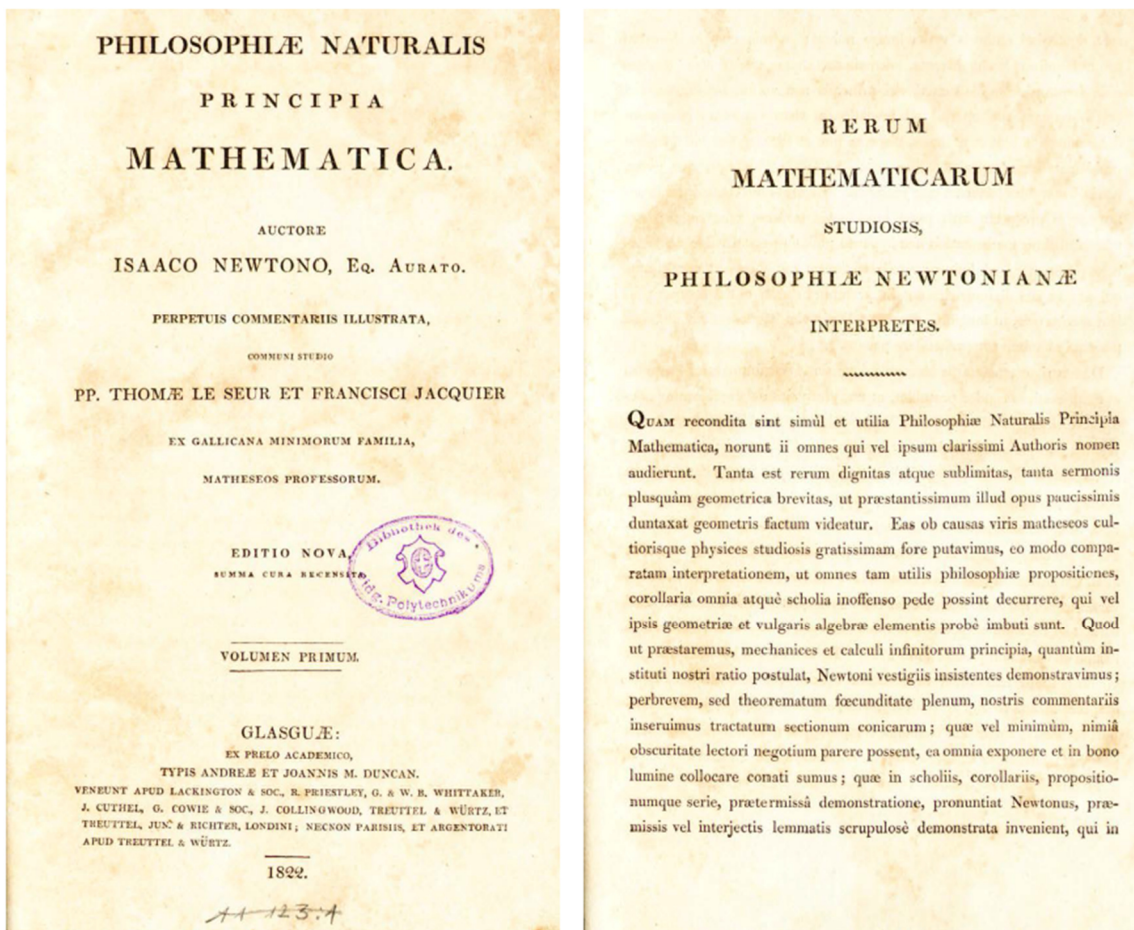 PHILOSOPHIÆ NATURALIS
PRINCIPIA
MATHEMATICA.
AUCTORE
ISAACO NEWTONO, EQ. AURATO.
PERPETUIS COMMENTARIIS ILLUSTRATA,
COMMUNI STUDIO
PP. THOMÆ LE SEUR ET FRANCISCI JACQUIER
EX GALLICANA MINIMORUM FAMILIA,
MATHESEOS PROFESSORUM.
EDITIO NOVA,
SUMMA CURA RECENSITA.
Bibliothek des
Eidg. Polytechnikums
VOLUMEN PRIMUM.
GLASGUÆ:
EX PRELO ACADEMICO,
TYPIS ANDREÆ ET JOANNIS M. DUNCAN.
VENEUNT APUD LACKINGTON & SOC., R. PRIESTLEY, G. & W. B. WHITTAKER,
J. CUTHEL, G. COWIE & SOC., J. COLLINGWOOD, TREUTTEL & WÜRTZ, ET
TREUTTEL, JUNR. & RICHTER, LONDINI; NECNON PARISIIS, ET ARGENTORATI
APUD TREUTTEL & WÜRTZ.
1822.
RERUM
MATHEMATICARUM
STUDIOSIS,
PHILOSOPHIÆ NEWTONIANÆ
INTERPRETES.
QUAM recondita sint simùl et utilia Philosophiæ Naturalis Principia
Mathematica, norunt ii omnes qui vel ipsum clarissimi Authoris nomen
audierunt. Tanta est rerum dignitas atque sublimitas, tanta sermonis
plusquàm geometrica brevitas, ut præstantissimum illud opus paucissimis
duntaxat geometris factum videatur. Eas ob causas viris matheseos cul-
tiorisque physices studiosis gratissimam fore putavimus, eo modo compa-
ratam interpretationem, ut omnes tam utilis philosophiæ propositiones,
corollaria omnia atquè scholia inoffenso pede possint decurrere, qui vel
ipsis geometriæ et vulgaris algebræ elementis probè imbuti sunt. Quod
ut præstaremus, mechanices et calculi infinitorum principia, quantùm in-
stituti nostri ratio postulat, Newtoni vestigiis insistentes demonstravimus;
perbrevem, sed theorematum fœcunditate plenum, nostris commentariis
inseruimus tractatum sectionum conicarum; quæ vel minimùm, nimiâ
obscuritate lectori negotium parere possent, ea omnia exponere et in bono
lumine collocare conati sumus; quæ in scholiis, corollariis, propositio-
numque serie, prætermissâ demonstratione, pronuntiat Newtonus, præ-
missis vel interjectis lemmatis scrupulosè demonstrata invenient, qui in